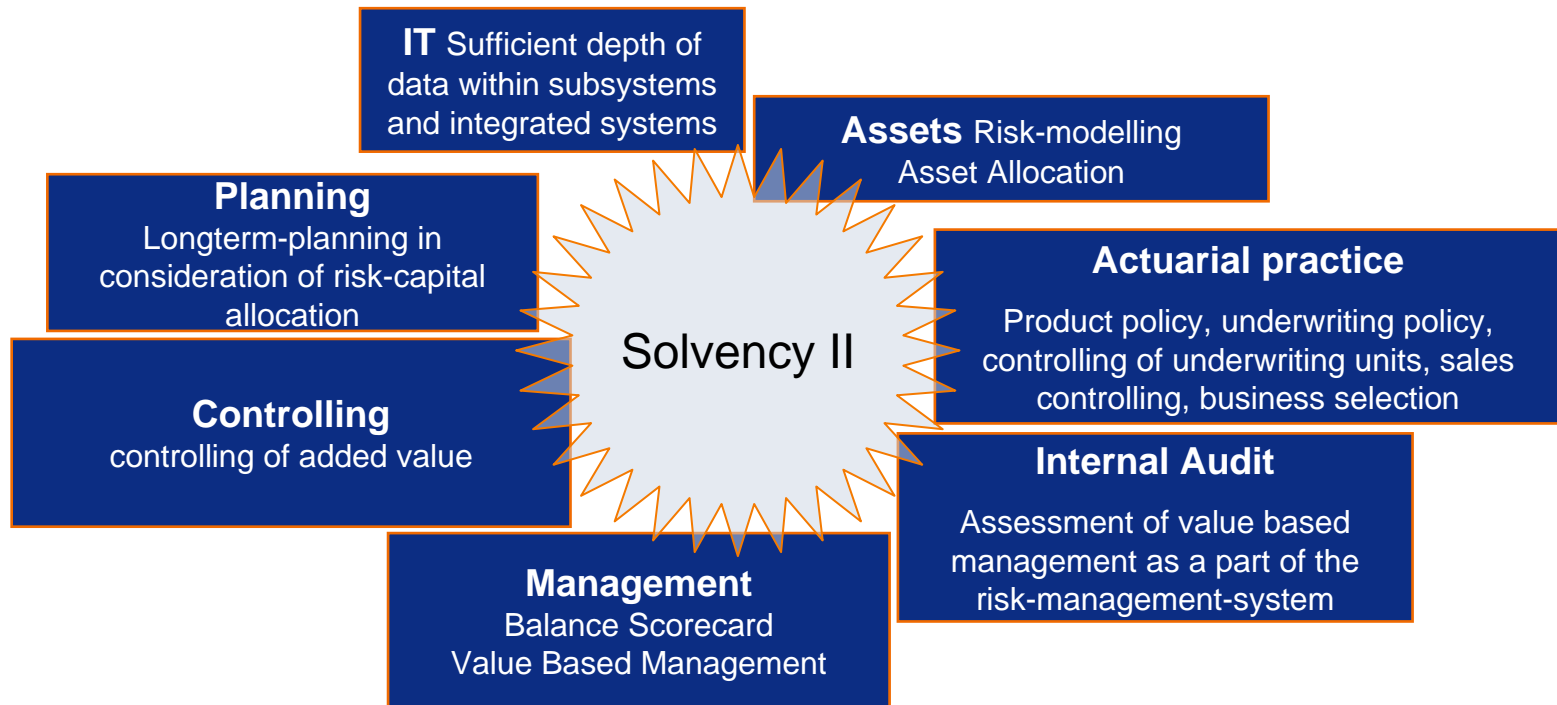 IT Sufficient depth of
data within subsystems
and integrated systems
Assets Risk-modelling
Asset Allocation
Planning
Longterm-planning in
consideration of risk-capital
allocation
Actuarial practice
Product policy, underwriting policy,
controlling of underwriting units, sales
controlling, business selection
Solvency II
Controlling
controlling of added value
Internal Audit
Assessment of value based
management as a part of the
risk-management-system
Management
Balance Scorecard
Value Based Management